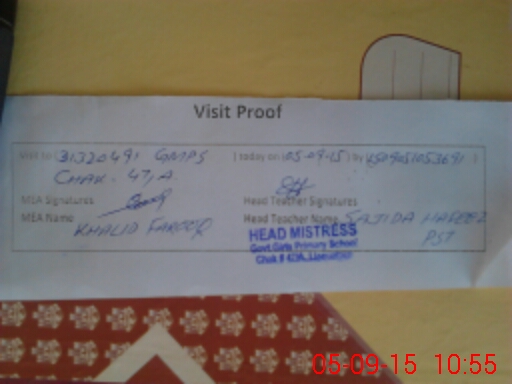 Visit Proof
Visit to (31320491 GMPS (today on (05-09-15) by
CHAK. 47/A.
MEA Signatures Head Teacher Signatures
MEA Name KHALID FAROOQ Head Teacher Name SAJIDA HAFEEZ
PST
HEAD MISTRESS
Govt. Girls Primary School
Chak #
05-09-15 10:55